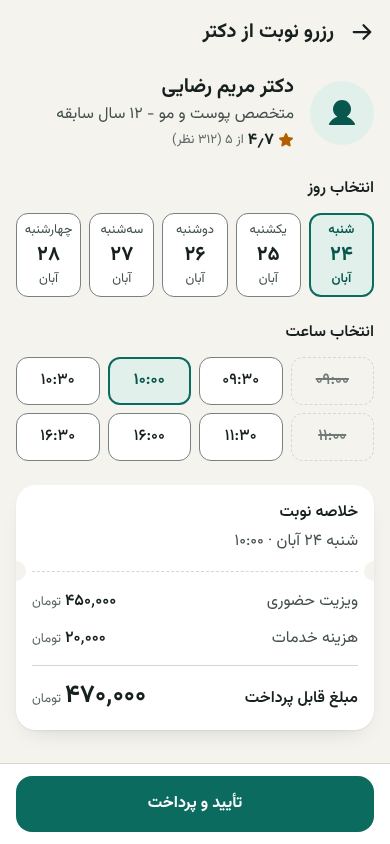 رزرو نوبت از دکتر
دکتر مریم رضایی
متخصص پوست و مو - ۱۲ سال سابقه
۴٫۷ از ۵ (۳۱۲ نظر)
انتخاب روز
شنبه یکشنبه دوشنبه سه‌شنبه چهارشنبه
۲۴ ۲۵ ۲۶ ۲۷ ۲۸
آبان آبان آبان آبان آبان
انتخاب ساعت
۰۹:۰۰ ۰۹:۳۰ ۱۰:۰۰ ۱۰:۳۰
۱۱:۰۰ ۱۱:۳۰ ۱۶:۰۰ ۱۶:۳۰
خلاصه نوبت
شنبه ۲۴ آبان · ۱۰:۰۰
ویزیت حضوری ۴۵۰,۰۰۰ تومان
هزینه خدمات ۲۰,۰۰۰ تومان
مبلغ قابل پرداخت ۴۷۰,۰۰۰ تومان
تأیید و پرداخت